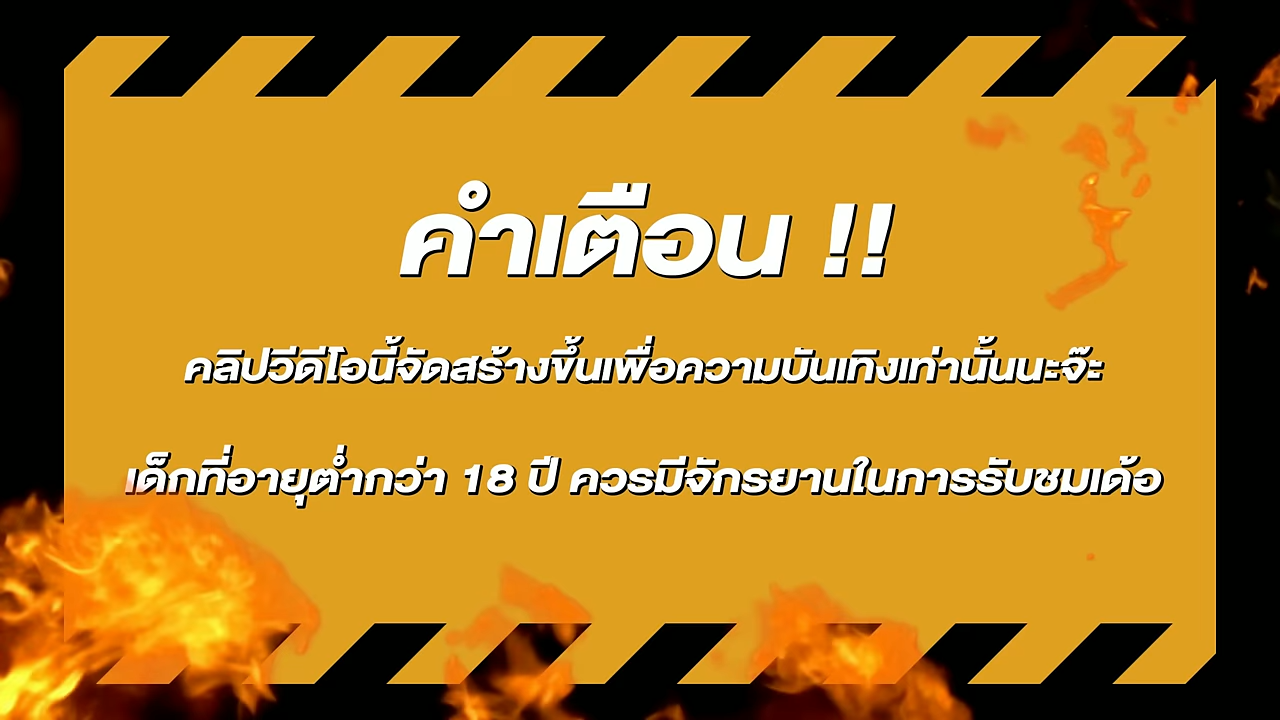 คำเตือน !!
คลิปวีดีโอนี้จัดสร้างขึ้นเพื่อความบันเทิงเท่านั้นนะจ๊ะ
เด็กที่อายุต่ำกว่า 18 ปี ควรมีจักรยานในการรับชมเด้อ